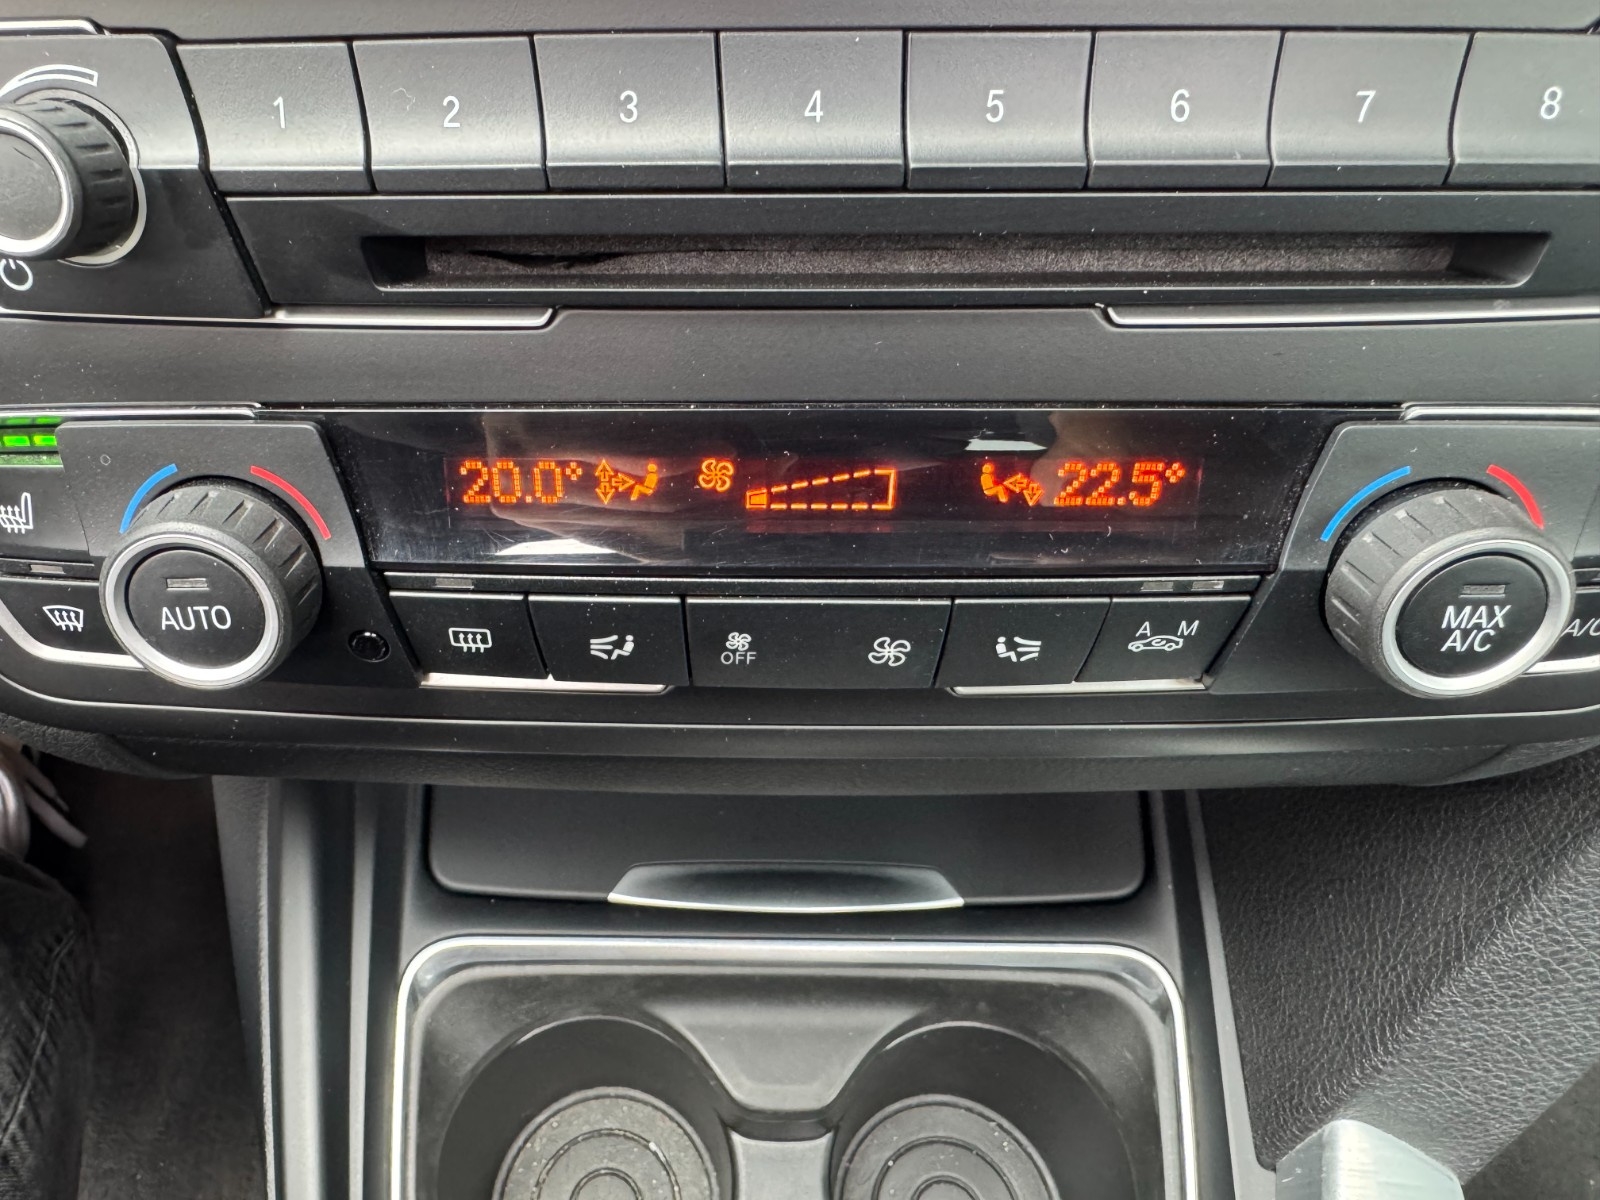 1 2 3 4 5 6 7 8
20.0° 22.5°
AUTO
OFF
A M
MAX
A/C
A/C